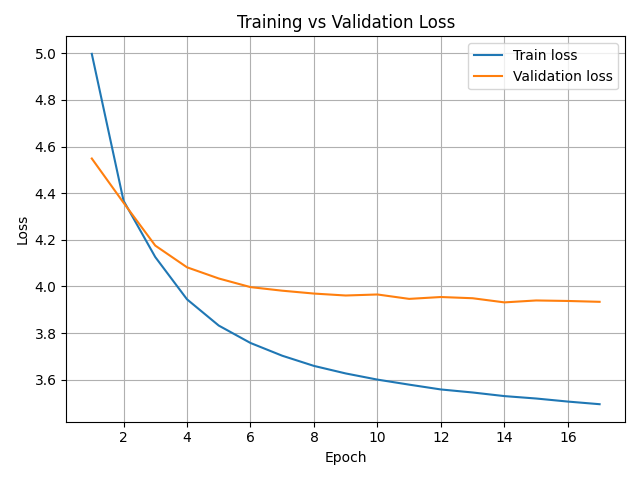 Training vs Validation Loss
Train loss
Validation loss
5.0
4.8
4.6
4.4
4.2
4.0
3.8
3.6
Loss
2 4 6 8 10 12 14 16
Epoch